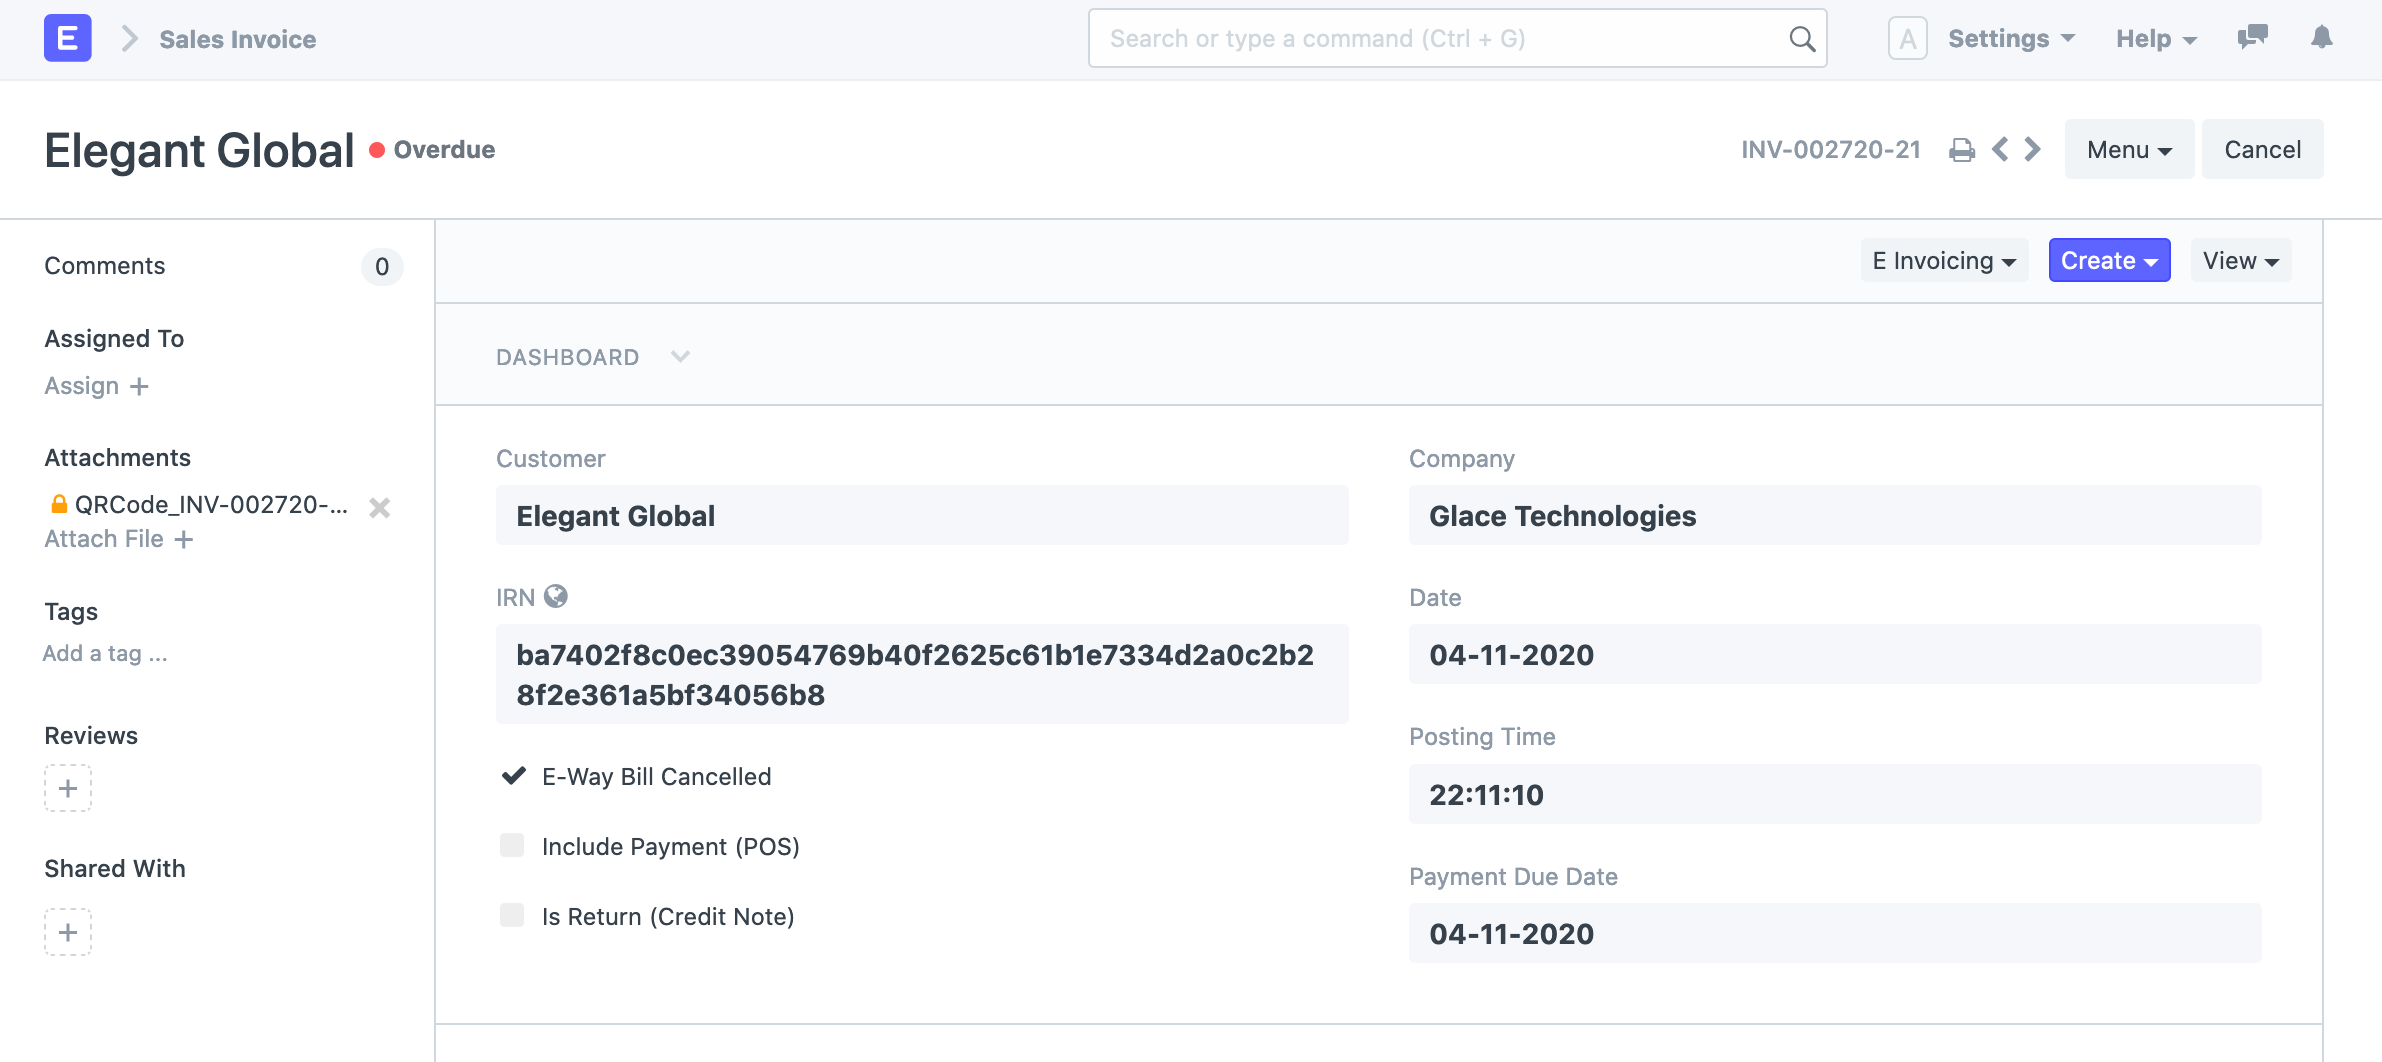 E Sales Invoice Search or type a command (Ctrl + G) A Settings Help
Elegant Global Overdue INV-002720-21 Menu Cancel
Comments 0
Assigned To
Assign +
Attachments
QRCode_INV-002720-...
Attach File +
Tags
Add a tag ...
Reviews
+
Shared With
+
E Invoicing Create View
DASHBOARD
Customer
Elegant Global
IRN
ba7402f8c0ec39054769b40f2625c61b1e7334d2a0c2b2
8f2e361a5bf34056b8
E-Way Bill Cancelled
Include Payment (POS)
Is Return (Credit Note)
Company
Glace Technologies
Date
04-11-2020
Posting Time
22:11:10
Payment Due Date
04-11-2020